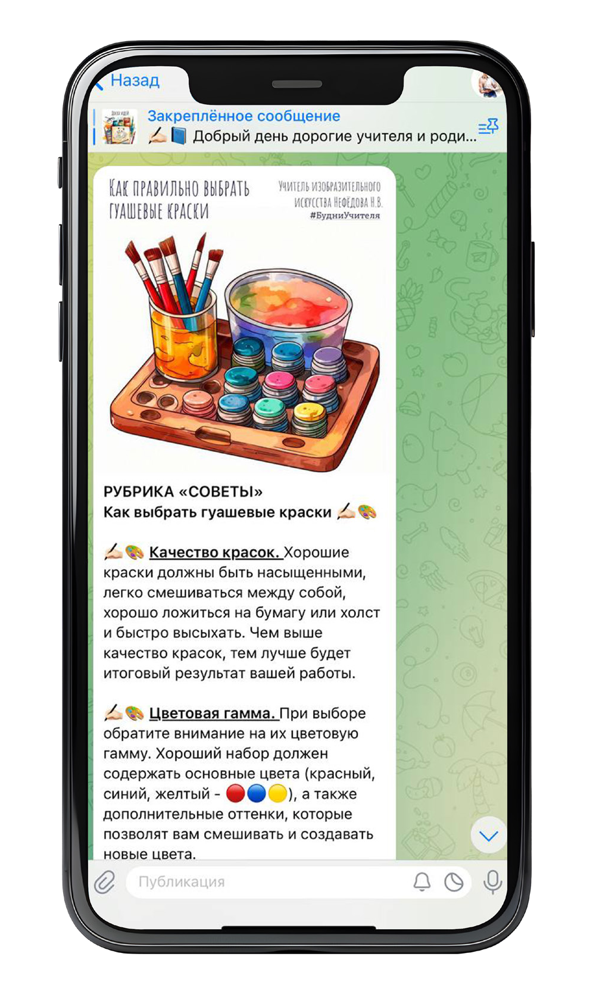 Назад
ДОСКА ИДЕЙ
Закреплённое сообщение
✍🏻📘 Добрый день дорогие учителя и роди...
КАК ПРАВИЛЬНО ВЫБРАТЬ
ГУАШЕВЫЕ КРАСКИ
УЧИТЕЛЬ ИЗОБРАЗИТЕЛЬНОГО
ИСКУССТВА НЕФЁДОВА Н.В.
#БудниУчителя
РУБРИКА «СОВЕТЫ»
Как выбрать гуашевые краски ✍🏻🎨
✍🏻🎨 Качество красок. Хорошие
краски должны быть насыщенными,
легко смешиваться между собой,
хорошо ложиться на бумагу или холст
и быстро высыхать. Чем выше
качество красок, тем лучше будет
итоговый результат вашей работы.
✍🏻🎨 Цветовая гамма. При выборе
обратите внимание на их цветовую
гамму. Хороший набор должен
содержать основные цвета (красный,
синий, желтый - 🔴🔵🟡), а также
дополнительные оттенки, которые
позволят вам смешивать и создавать
новые цвета.
Публикация